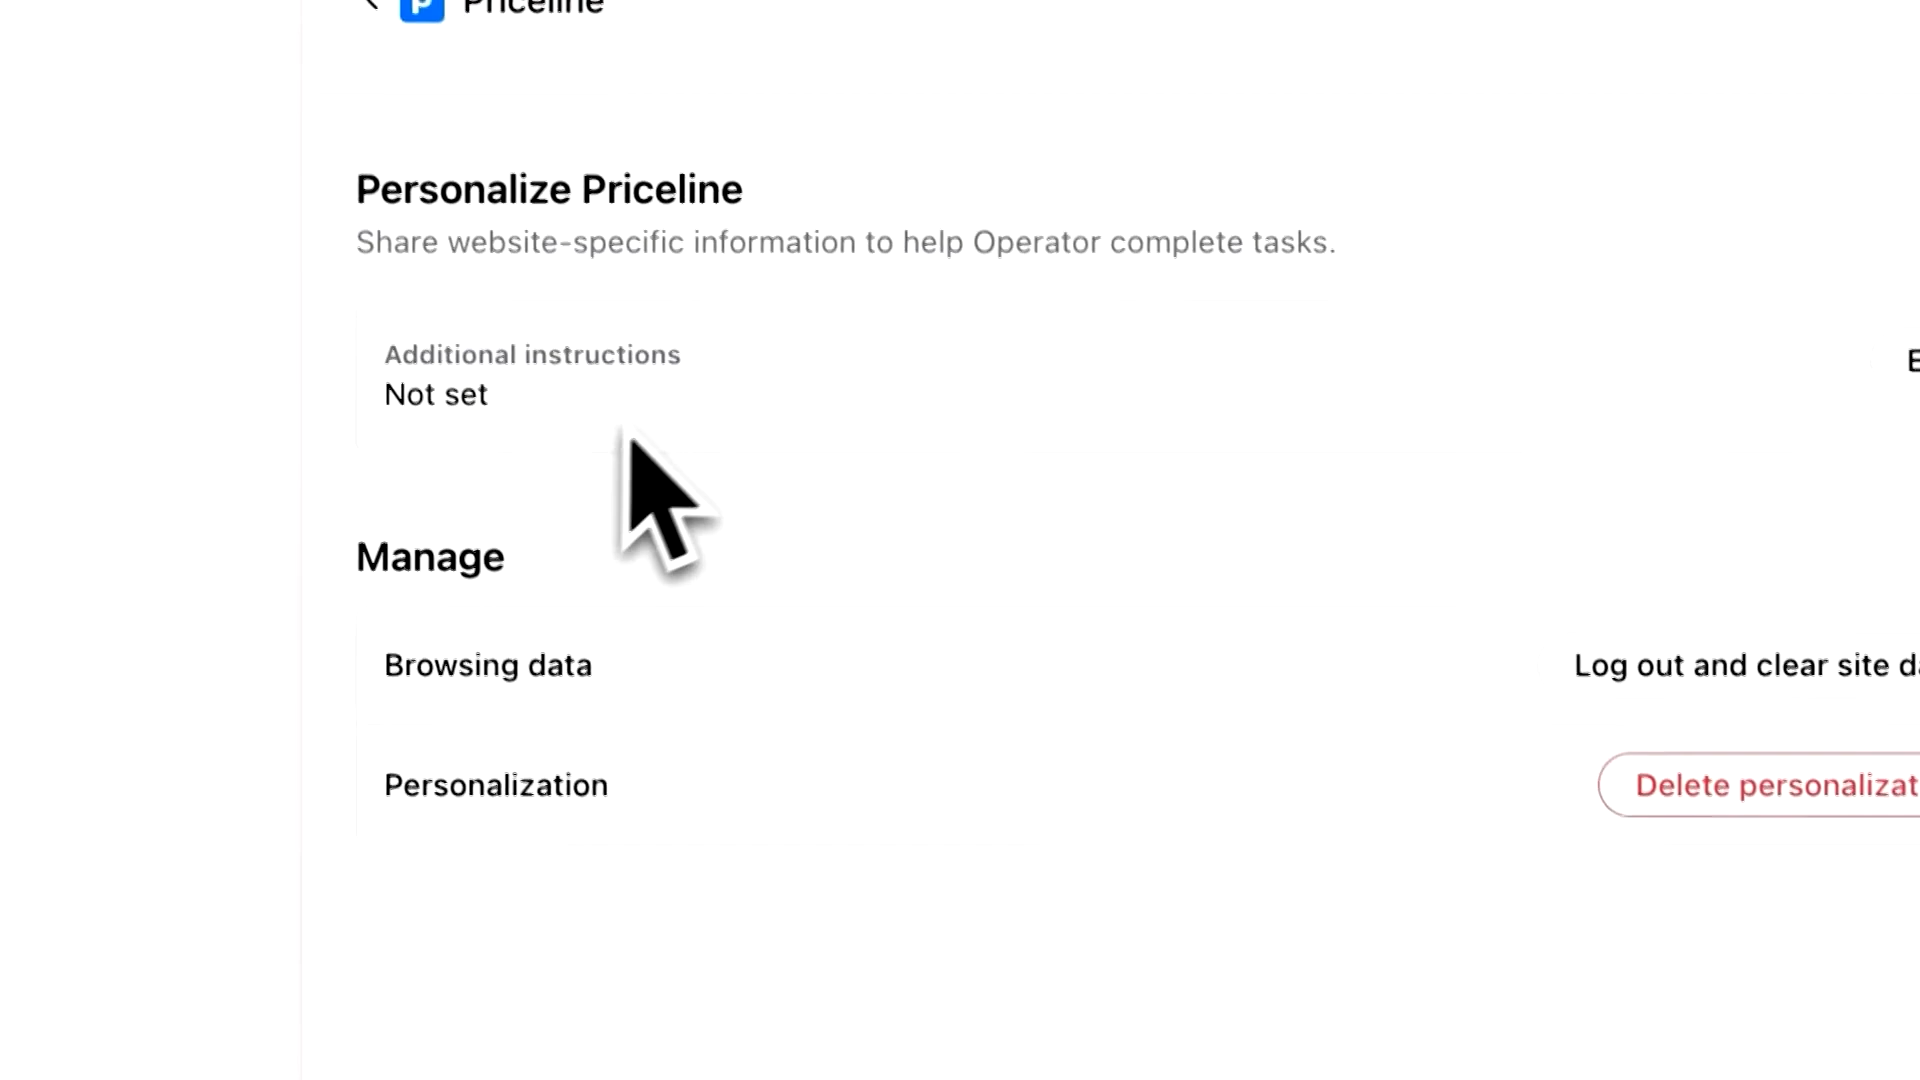 Priceline
Personalize Priceline
Share website-specific information to help Operator complete tasks.
Additional instructions
Not set
Manage
Browsing data
Log out and clear site
Personalization
Delete